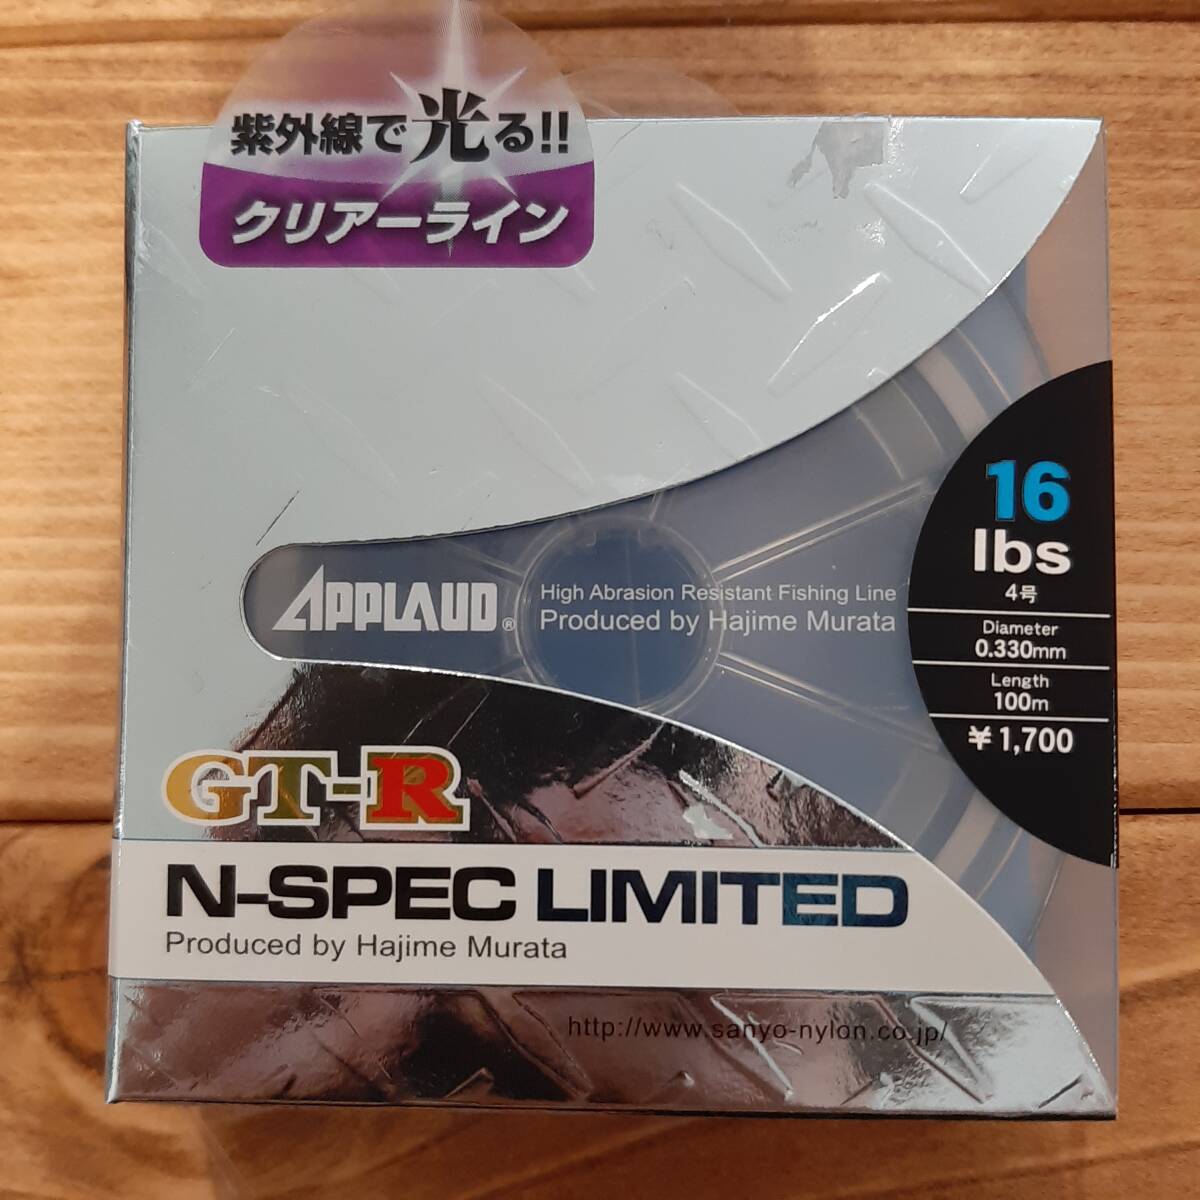 紫外線で光る!!
クリアーライン
16
lbs
4号
Diameter
0.330mm
Length
100m
¥1,700
APPLAUD®
High Abrasion Resistant Fishing Line
Produced by Hajime Murata
GT-R
N-SPEC LIMITED
Produced by Hajime Murata
http://www.sanyo-nylon.co.jp/